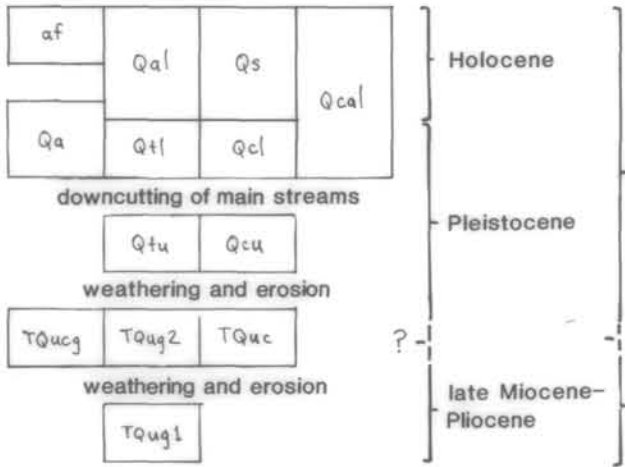 af Qal Qs Qcal Holocene
Qa Qtl Qcl
downcutting of main streams
Qtu Qcu Pleistocene
weathering and erosion
TQucg TQug2 TQuc ?
weathering and erosion
late Miocene-
Pliocene
TQug1